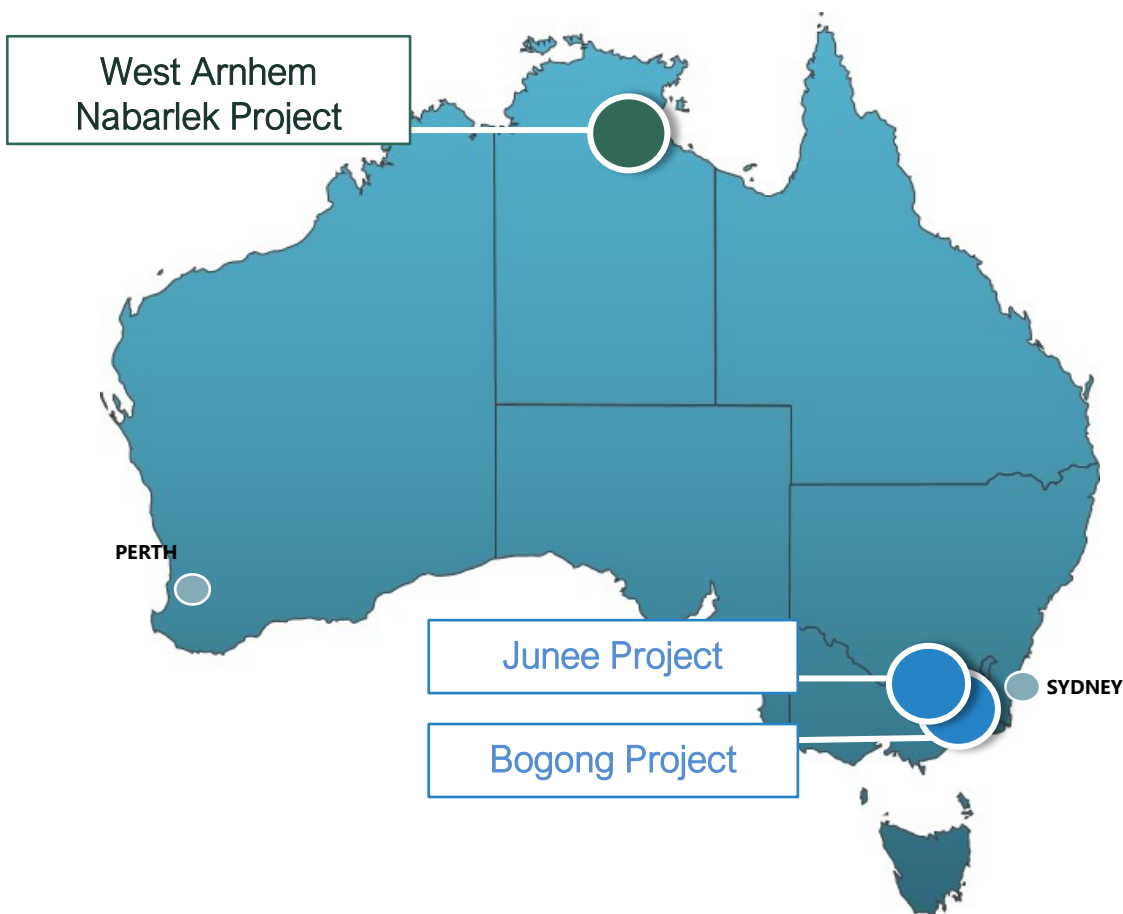 West Arnhem
Nabarlek Project
PERTH
Junee Project
SYDNEY
Bogong Project